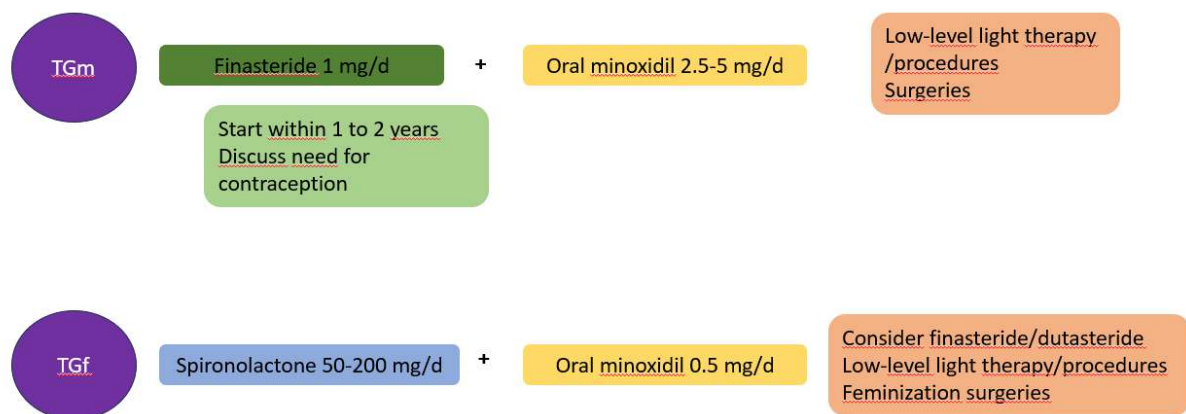 TGm
Finasteride 1 mg/d
+
Oral minoxidil 2.5-5 mg/d
Low-level light therapy
/procedures
Surgeries
Start within 1 to 2 years
Discuss need for
contraception
TGf
Spironolactone 50-200 mg/d
+
Oral minoxidil 0.5 mg/d
Consider finasteride/dutasteride
Low-level light therapy/procedures
Feminization surgeries